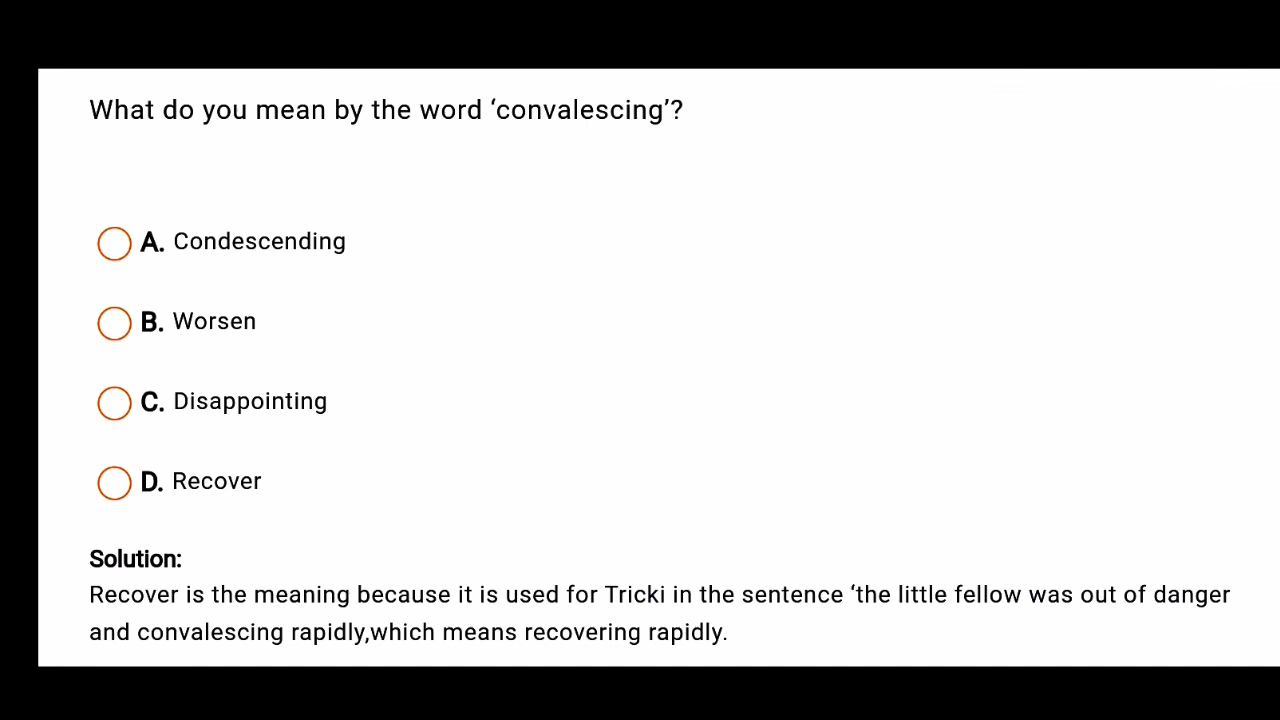 What do you mean by the word ‘convalescing’?
A. Condescending
B. Worsen
C. Disappointing
D. Recover
Solution:
Recover is the meaning because it is used for Tricki in the sentence ‘the little fellow was out of danger
and convalescing rapidly,which means recovering rapidly.